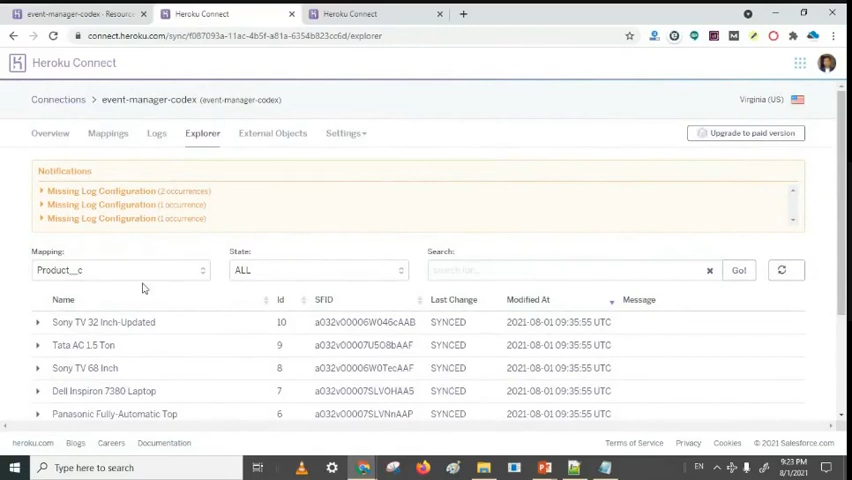 event-manager-codex - Resource
Heroku Connect
Heroku Connect
connect.heroku.com/sync/f087093a-11ac-4b5f-a81a-6354b823cc6d/explorer
Heroku Connect
Connections > event-manager-codex (event-manager-codex)
Virginia (US)
Overview Mappings Logs Explorer External Objects Settings
Upgrade to paid version
Notifications
Missing Log Configuration (2 occurrences)
Missing Log Configuration (1 occurrence)
Missing Log Configuration (1 occurrence)
Mapping: State: Search:
Product__c ALL Search for... Go!
Name Id SFID Last Change Modified At Message
Sony TV 32 Inch-Updated 10 a032v00006W046cAAB SYNCED 2021-08-01 09:35:55 UTC
Tata AC 1.5 Ton 9 a032v00007U5O8bAAF SYNCED 2021-08-01 09:35:55 UTC
Sony TV 68 Inch 8 a032v00006W0TecAAF SYNCED 2021-08-01 09:35:55 UTC
Dell Inspiron 7380 Laptop 7 a032v00007SLVOHAA5 SYNCED 2021-08-01 09:35:55 UTC
Panasonic Fully-Automatic Top 6 a032v00007SLVNnAAP SYNCED 2021-08-01 09:35:55 UTC
heroku.com Blogs Careers Documentation Terms of Service Privacy Cookies © 2021 Salesforce.com
Type here to search
EN
9:23 PM
8/1/2021